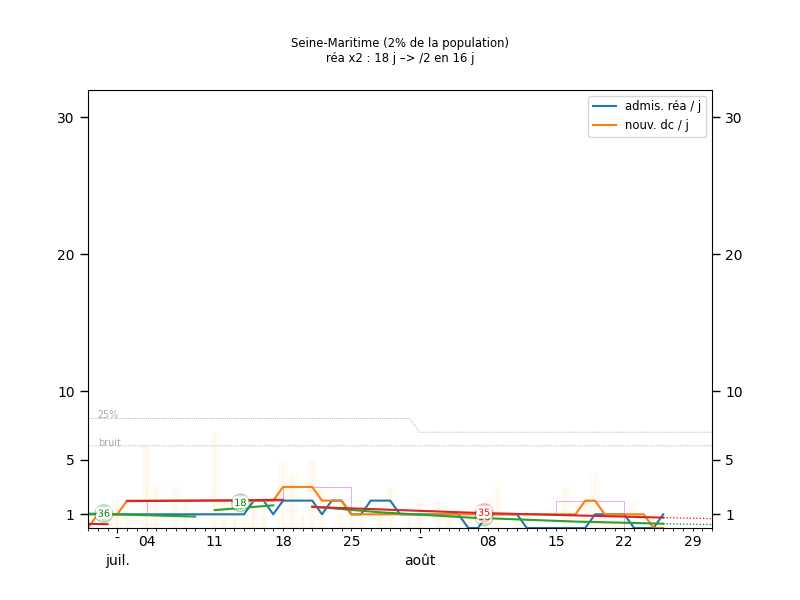 Seine-Maritime (2% de la population)
réa x2 : 18 j –> /2 en 16 j
admis. réa / j
nouv. dc / j
30 30
20 20
10 10
5 5
1 1
25%
bruit
36 18 35
- 04 11 18 25 - 08 15 22 29
juil. août